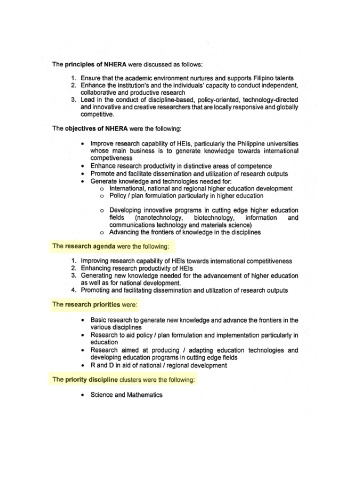 The principles of NHERA were discussed as follows:
1. Ensure that the academic environment nurtures and supports Filipino talents
2. Enhance the institution's and the individuals' capacity to conduct independent,
collaborative and productive research
3. Lead in the conduct of discipline-based, policy-oriented, technology-directed
and innovative and creative researchers that are locally responsive and globally
competitive.
The objectives of NHERA were the following:
• Improve research capability of HEIs, particularly the Philippine universities
whose main business is to generate knowledge towards international
competiveness
• Enhance research productivity in distinctive areas of competence
• Promote and facilitate dissemination and utilization of research outputs
• Generate knowledge and technologies needed for:
o International, national and regional higher education development
o Policy / plan formulation particularly in higher education
o Developing innovative programs in cutting edge higher education
fields (nanotechnology, biotechnology, information and
communications technology and materials science)
o Advancing the frontiers of knowledge in the disciplines
The research agenda were the following:
1. Improving research capability of HEIs towards international competitiveness
2. Enhancing research productivity of HEIs
3. Generating new knowledge needed for the advancement of higher education
as well as for national development.
4. Promoting and facilitating dissemination and utilization of research outputs
The research priorities were:
• Basic research to generate new knowledge and advance the frontiers in the
various disciplines
• Research to aid policy / plan formulation and implementation particularly in
education
• Research aimed at producing / adapting education technologies and
developing education programs in cutting edge fields
• R and D in aid of national / regional development
The priority discipline clusters were the following:
• Science and Mathematics